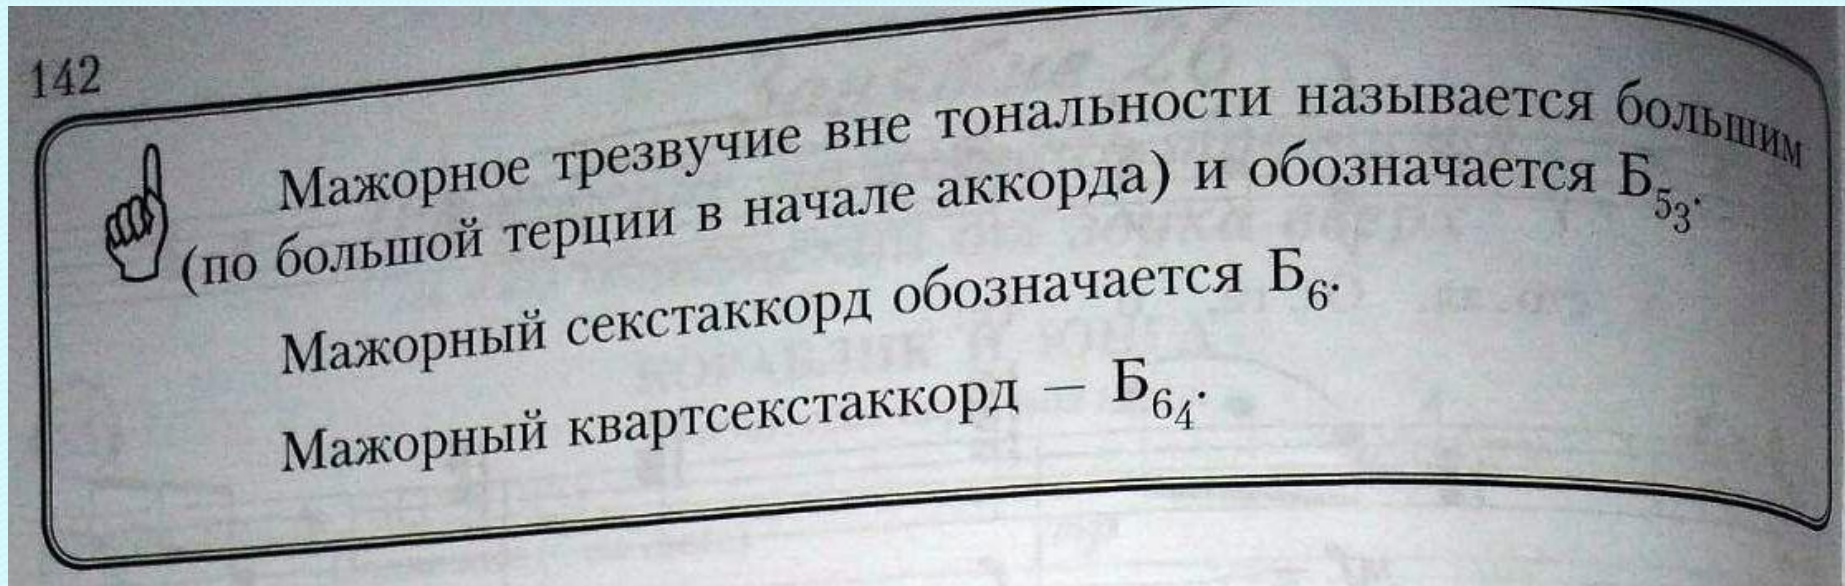 142
Мажорное трезвучие вне тональности называется большим
(по большой терции в начале аккорда) и обозначается Б53.
Мажорный секстаккорд обозначается Б6.
Мажорный квартсекстаккорд — Б64.